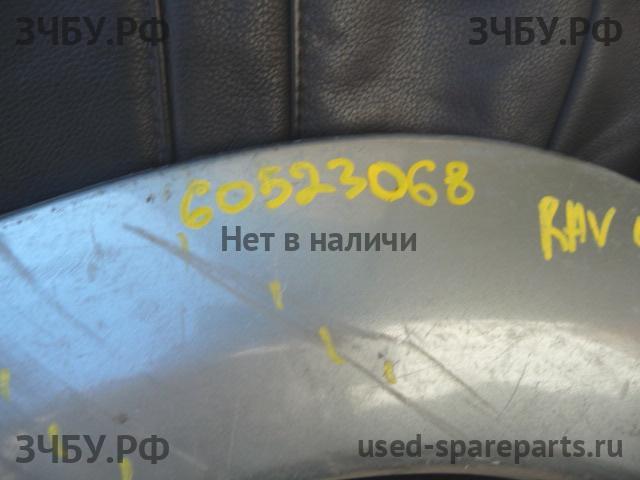 ЗЧБУ.РФ ЗЧБУ.РФ
60523068
RAV
Нет в наличи
ЗЧБУ.РФ used-spareparts.ru